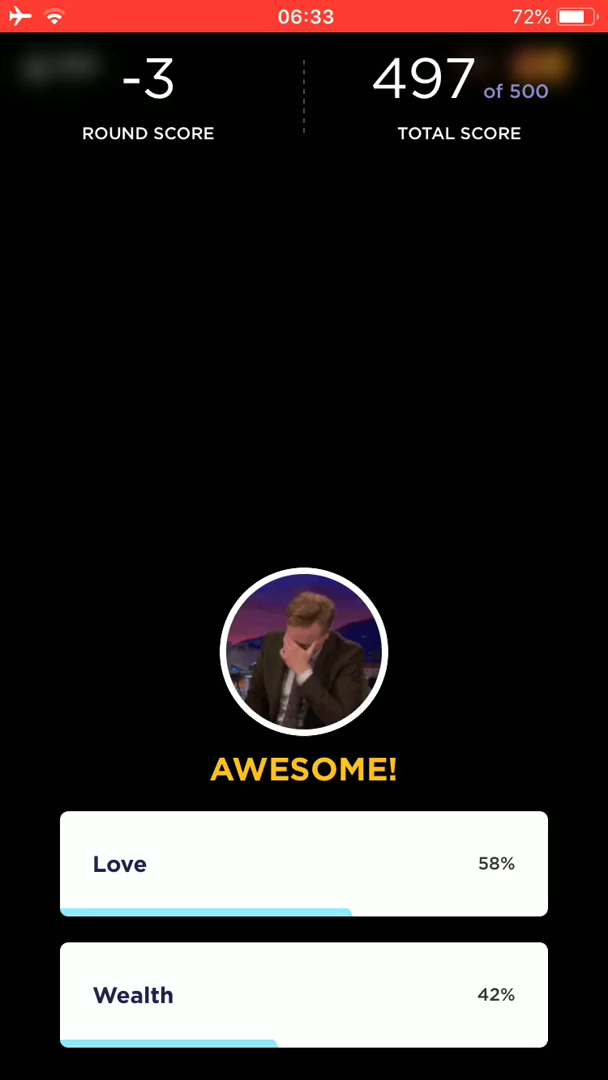 06:33
72%
-3
497 of 500
ROUND SCORE
TOTAL SCORE
AWESOME!
Love
58%
Wealth
42%